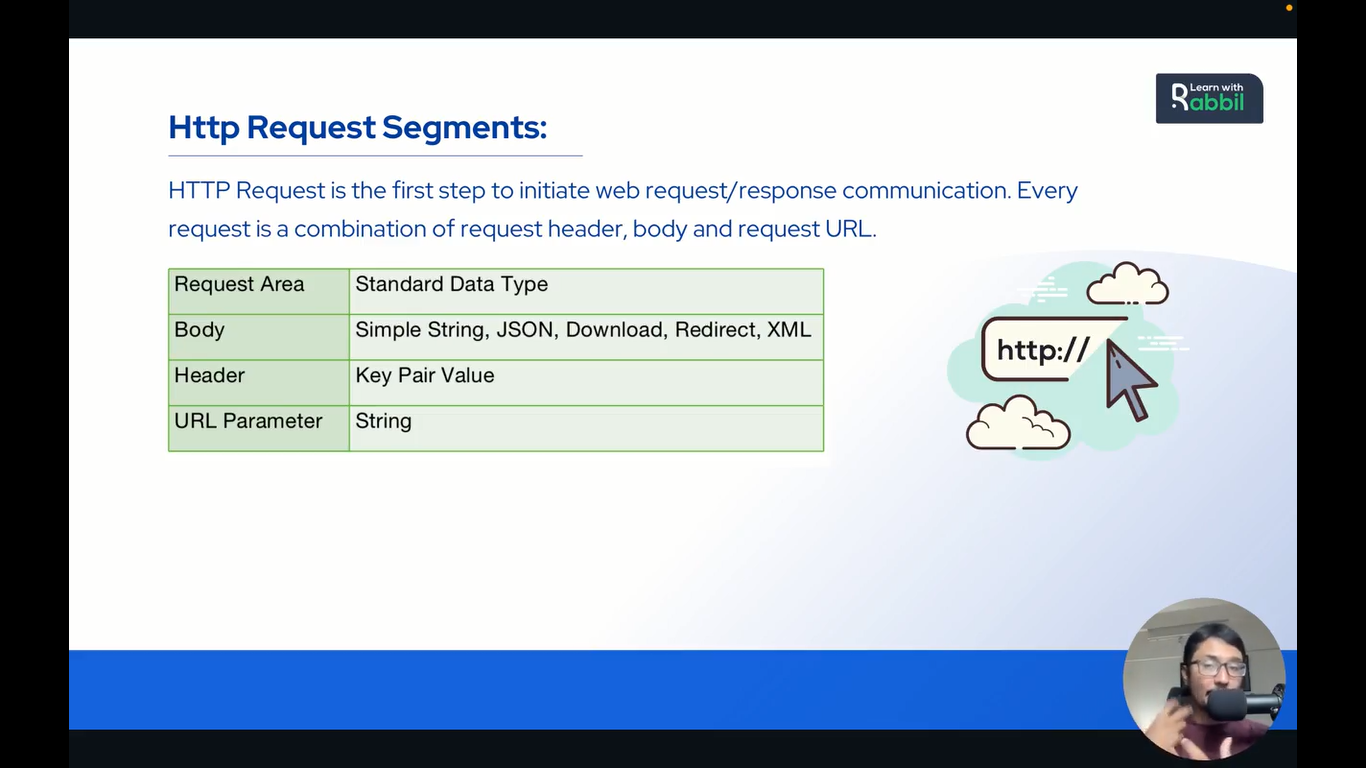 Learn with
Rabbil
Http Request Segments:
HTTP Request is the first step to initiate web request/response communication. Every
request is a combination of request header, body and request URL.
Request Area Standard Data Type
Body Simple String, JSON, Download, Redirect, XML
Header Key Pair Value
URL Parameter String
http://